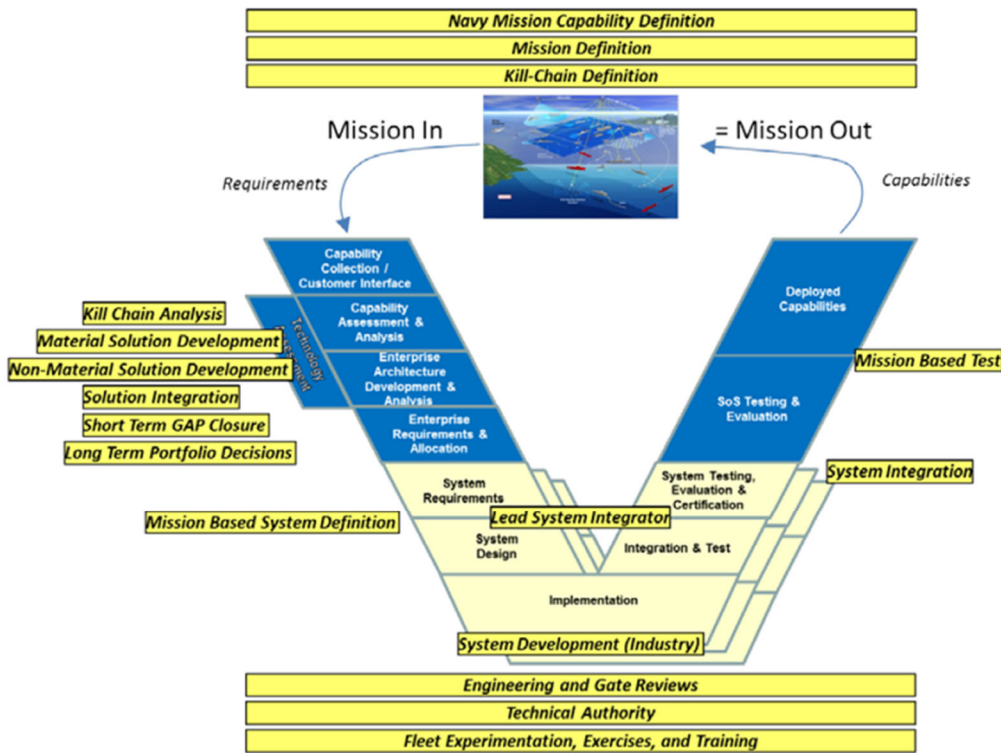 Navy Mission Capability Definition
Mission Definition
Kill-Chain Definition
Mission In
= Mission Out
Requirements
Capabilities
Capability
Collection /
Customer Interface
Deployed
Capabilities
Technology
Assessment
Capability
Assessment &
Analysis
Kill Chain Analysis
Material Solution Development
Non-Material Solution Development
Solution Integration
Short Term GAP Closure
Long Term Portfolio Decisions
Enterprise
Architecture
Development
& Analysis
Mission Based Test
SoS Testing &
Evaluation
Enterprise
Requirements &
Allocation
System
Requirements
System Testing,
Evaluation &
Certification
System Integration
Mission Based System Definition
Lead System Integrator
System
Design
Integration & Test
Implementation
System Development (Industry)
Engineering and Gate Reviews
Technical Authority
Fleet Experimentation, Exercises, and Training